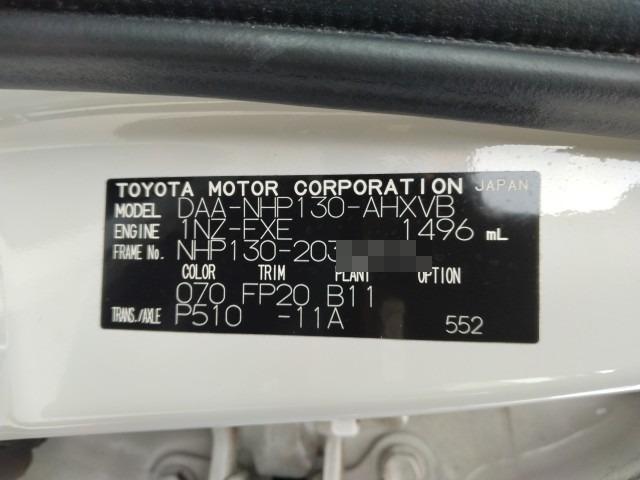 TOYOTA MOTOR CORPORATION JAPAN
MODEL DAA-NHP130-AHXVB
ENGINE 1NZ-FXE 1496 mL
FRAME No. NHP130-203
COLOR TRIM PLANT OPTION
070 FP20 B11
TRANS./AXLE P510 -11A 552